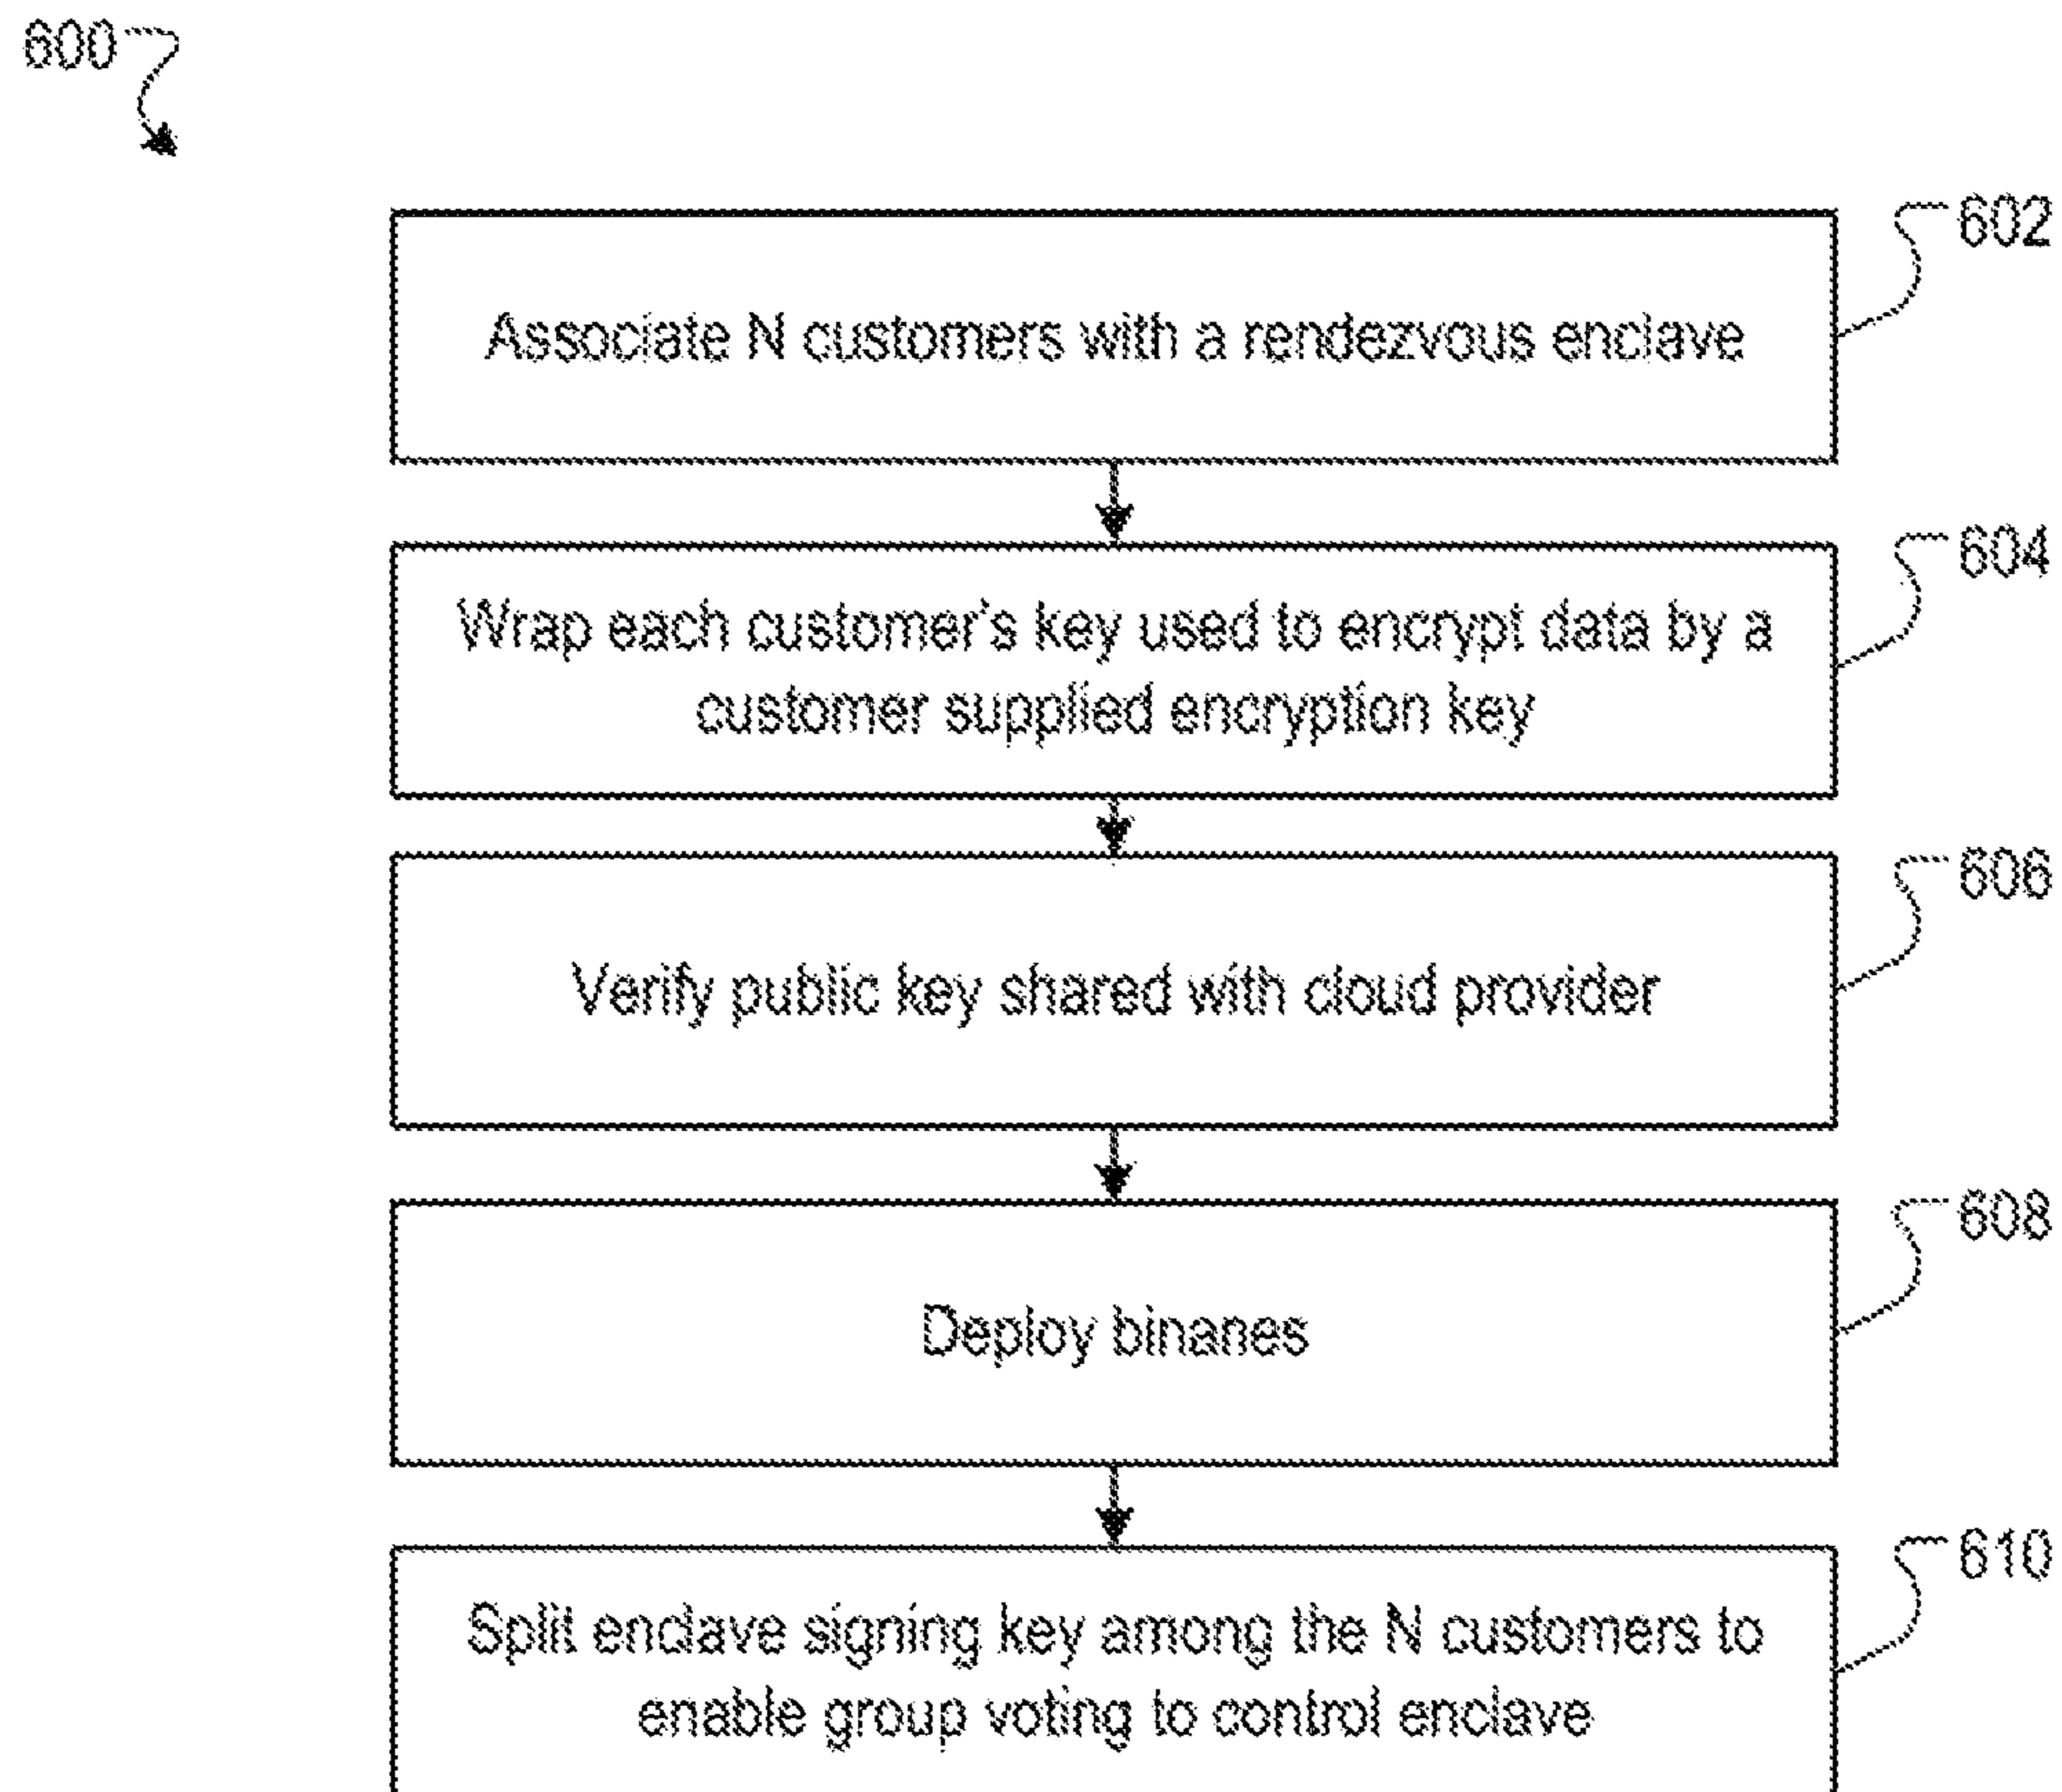 600
602
Associate N customers with a rendezvous enclave
604
Wrap each customer's key used to encrypt data by a
customer supplied encryption key
606
Verify public key shared with cloud provider
608
Deploy binaries
610
Split enclave signing key among the N customers to
enable group voting to control enclave